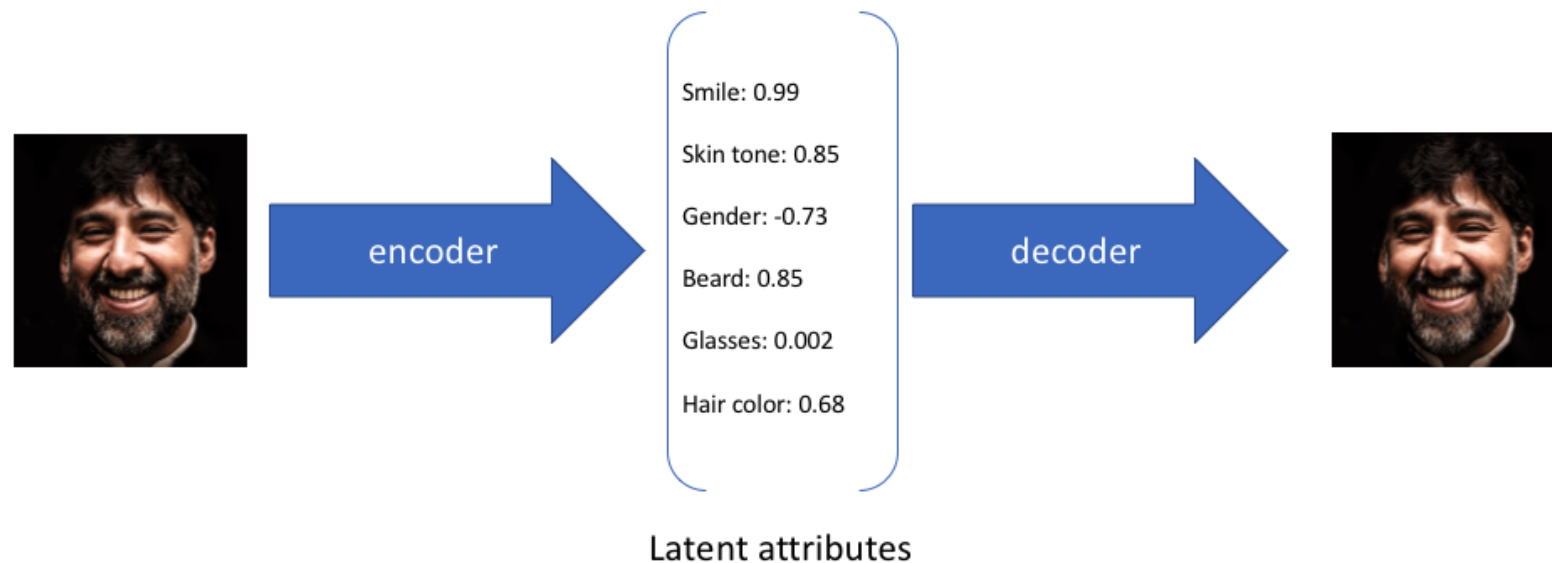 encoder
Smile: 0.99
Skin tone: 0.85
Gender: -0.73
Beard: 0.85
Glasses: 0.002
Hair color: 0.68
decoder
Latent attributes